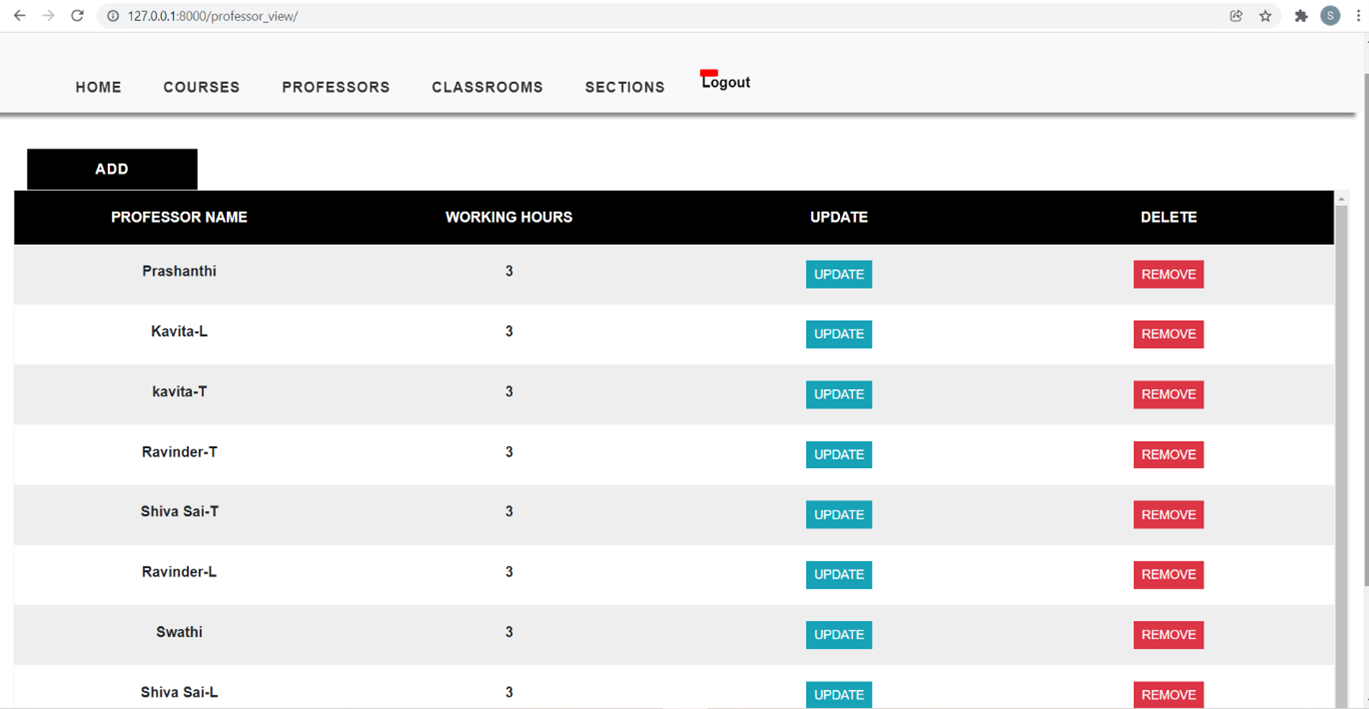 127.0.0.1:8000/professor_view/
S
HOME COURSES PROFESSORS CLASSROOMS SECTIONS Logout
ADD
PROFESSOR NAME WORKING HOURS UPDATE DELETE
Prashanthi 3 UPDATE REMOVE
Kavita-L 3 UPDATE REMOVE
kavita-T 3 UPDATE REMOVE
Ravinder-T 3 UPDATE REMOVE
Shiva Sai-T 3 UPDATE REMOVE
Ravinder-L 3 UPDATE REMOVE
Swathi 3 UPDATE REMOVE
Shiva Sai-L 3 UPDATE REMOVE